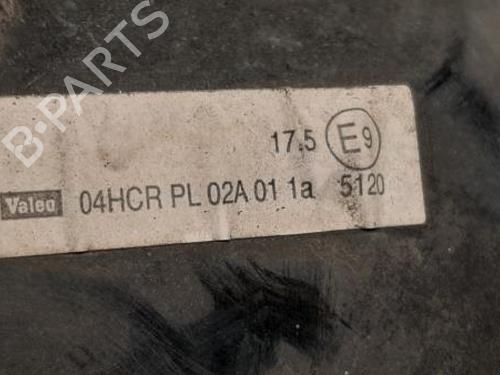 B-PARTS
17.5 E9
Valeo 04HCR PL 02A 01 1a 5120